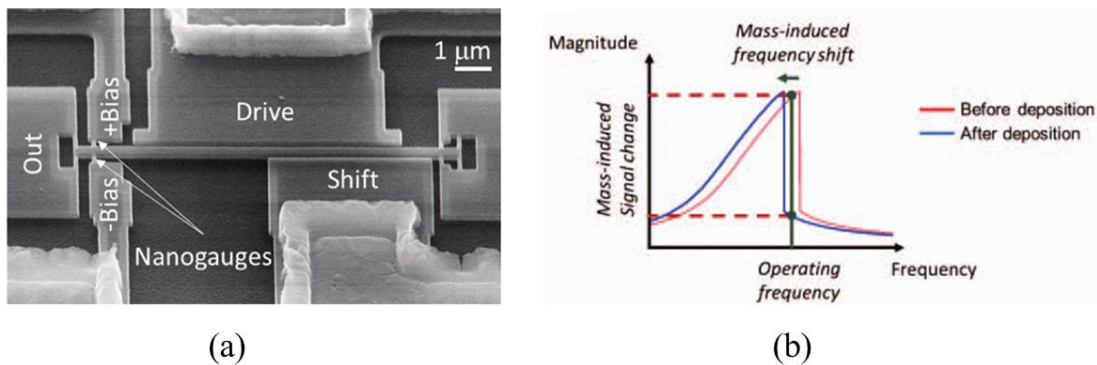 1 μm
+Bias
Drive
Out
-Bias
Shift
Nanogauges
(a)
Magnitude
Mass-induced
frequency shift
Mass-induced
Signal change
Before deposition
After deposition
Operating
frequency
Frequency
(b)